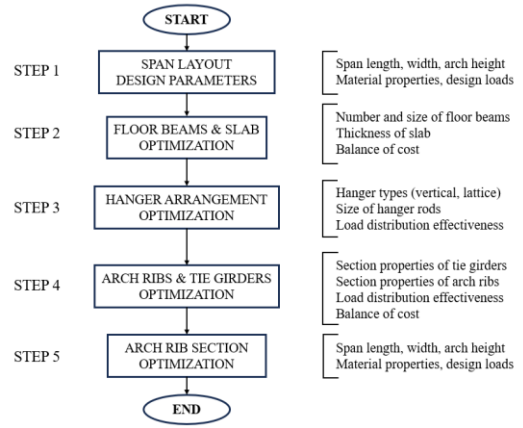 START
STEP 1
SPAN LAYOUT
DESIGN PARAMETERS
Span length, width, arch height
Material properties, design loads
STEP 2
FLOOR BEAMS & SLAB
OPTIMIZATION
Number and size of floor beams
Thickness of slab
Balance of cost
STEP 3
HANGER ARRANGEMENT
OPTIMIZATION
Hanger types (vertical, lattice)
Size of hanger rods
Load distribution effectiveness
STEP 4
ARCH RIBS & TIE GIRDERS
OPTIMIZATION
Section properties of tie girders
Section properties of arch ribs
Load distribution effectiveness
Balance of cost
STEP 5
ARCH RIB SECTION
OPTIMIZATION
Span length, width, arch height
Material properties, design loads
END